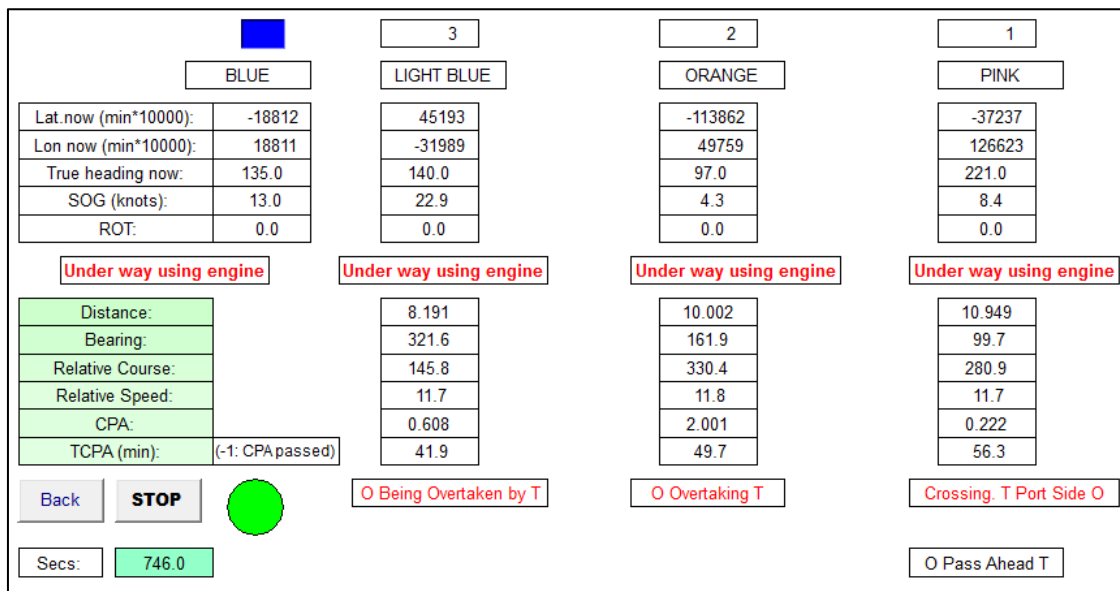 3 2 1
BLUE LIGHT BLUE ORANGE PINK
Lat.now (min*10000): -18812 45193 -113862 -37237
Lon now (min*10000): 18811 -31989 49759 126623
True heading now: 135.0 140.0 97.0 221.0
SOG (knots): 13.0 22.9 4.3 8.4
ROT: 0.0 0.0 0.0 0.0
Under way using engine Under way using engine Under way using engine Under way using engine
Distance: 8.191 10.002 10.949
Bearing: 321.6 161.9 99.7
Relative Course: 145.8 330.4 280.9
Relative Speed: 11.7 11.8 11.7
CPA: 0.608 2.001 0.222
TCPA (min): (-1: CPA passed) 41.9 49.7 56.3
Back STOP O Being Overtaken by T O Overtaking T Crossing. T Port Side O
Secs: 746.0 O Pass Ahead T